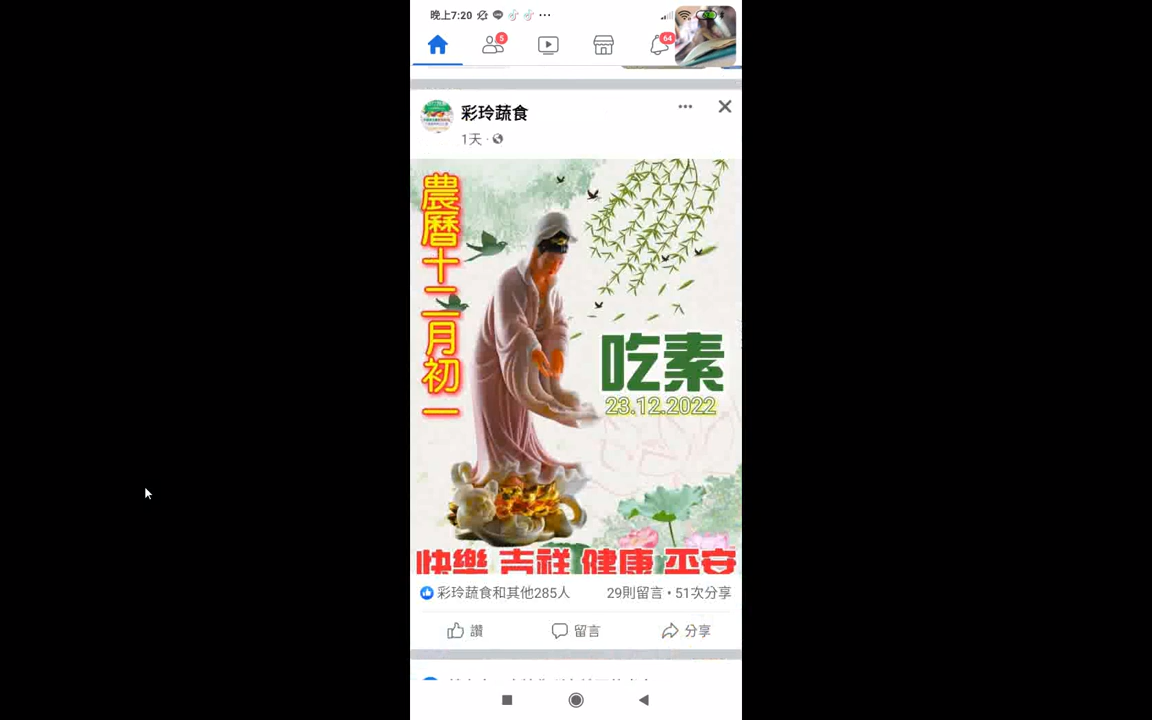 晚上7:20
5
64
彩玲蔬食
1天
農曆十二月初一
吃素
23.12.2022
快樂 吉祥 健康 平安
彩玲蔬食和其他285人 29則留言 • 51次分享
讚 留言 分享